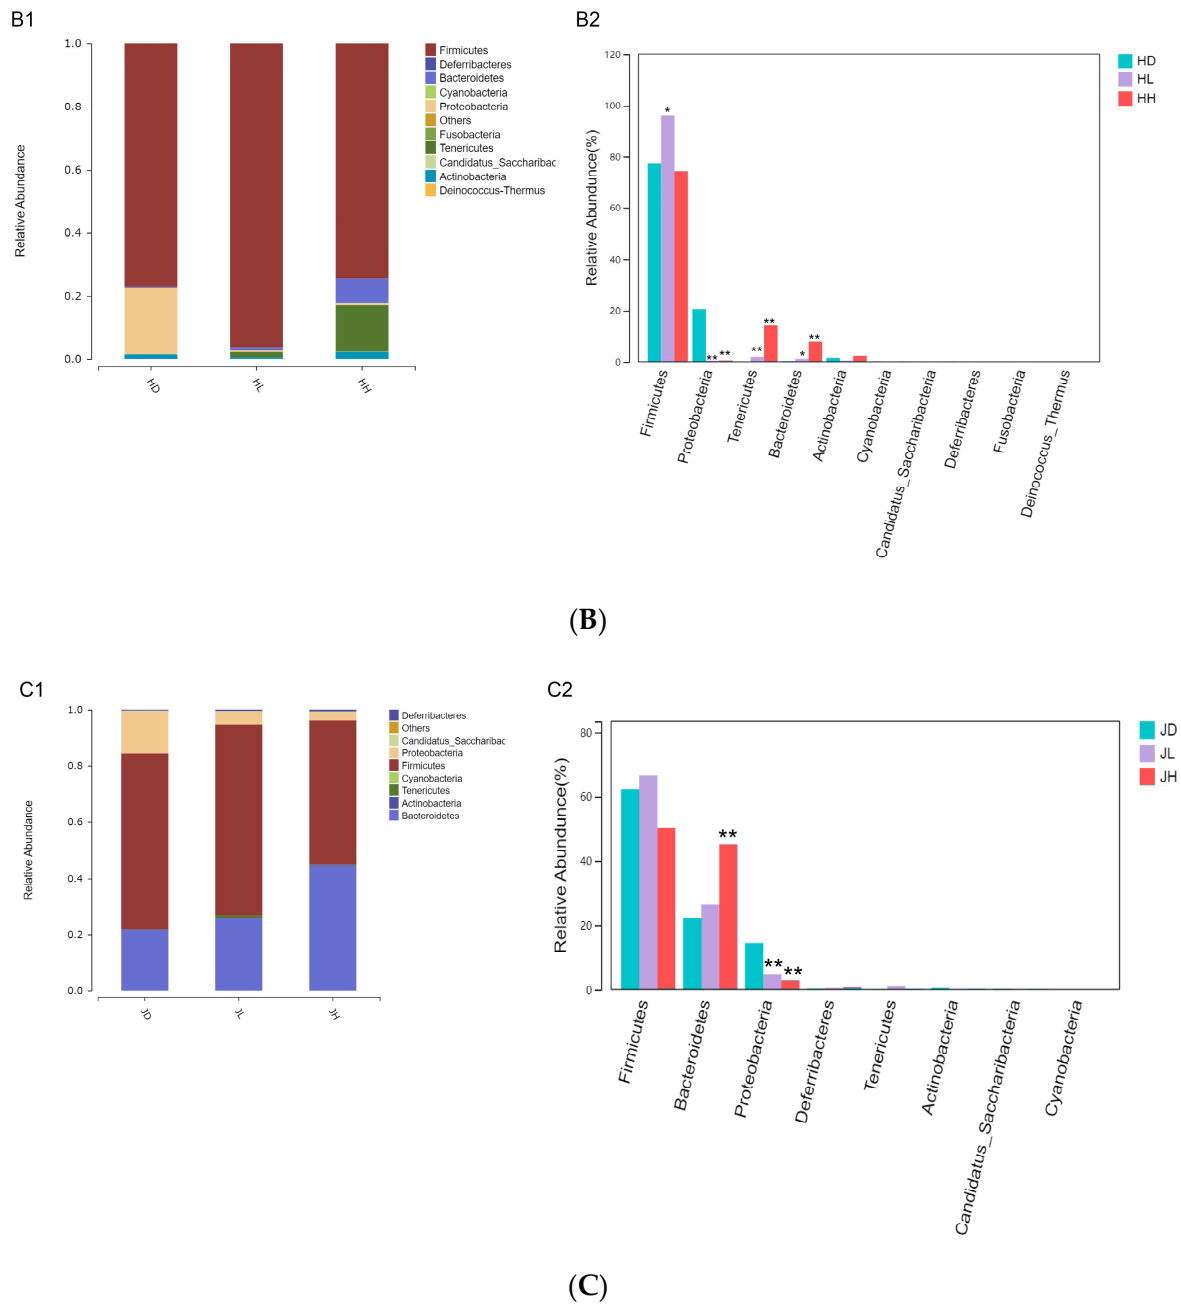 B1
1.0
0.8
0.6
0.4
0.2
0.0
Relative Abundance
HD
HL
HH
Firmicutes
Deferribacteres
Bacteroidetes
Cyanobacteria
Proteobacteria
Others
Fusobacteria
Tenericutes
Candidatus_Saccharibac
Actinobacteria
Deinococcus-Thermus
B2
120
100
80
60
40
20
0
Relative Abundance(%)
*
**
**
**
**
*
**
Firmicutes
Proteobacteria
Tenericutes
Bacteroidetes
Actinobacteria
Cyanobacteria
Candidatus_Saccharibacteria
Deferribacteres
Fusobacteria
Deinococcus_Thermus
HD
HL
HH
(B)
C1
1.0
0.8
0.6
0.4
0.2
0.0
Relative Abundance
JD
JL
JH
Deferribacteres
Others
Candidatus_Saccharibac
Proteobacteria
Firmicutes
Cyanobacteria
Tenericutes
Actinobacteria
Bacteroidetes
C2
80
60
40
20
0
Relative Abundunce(%)
**
**
**
Firmicutes
Bacteroidetes
Proteobacteria
Deferribacteres
Tenericutes
Actinobacteria
Candidatus_Saccharibacteria
Cyanobacteria
JD
JL
JH
(C)